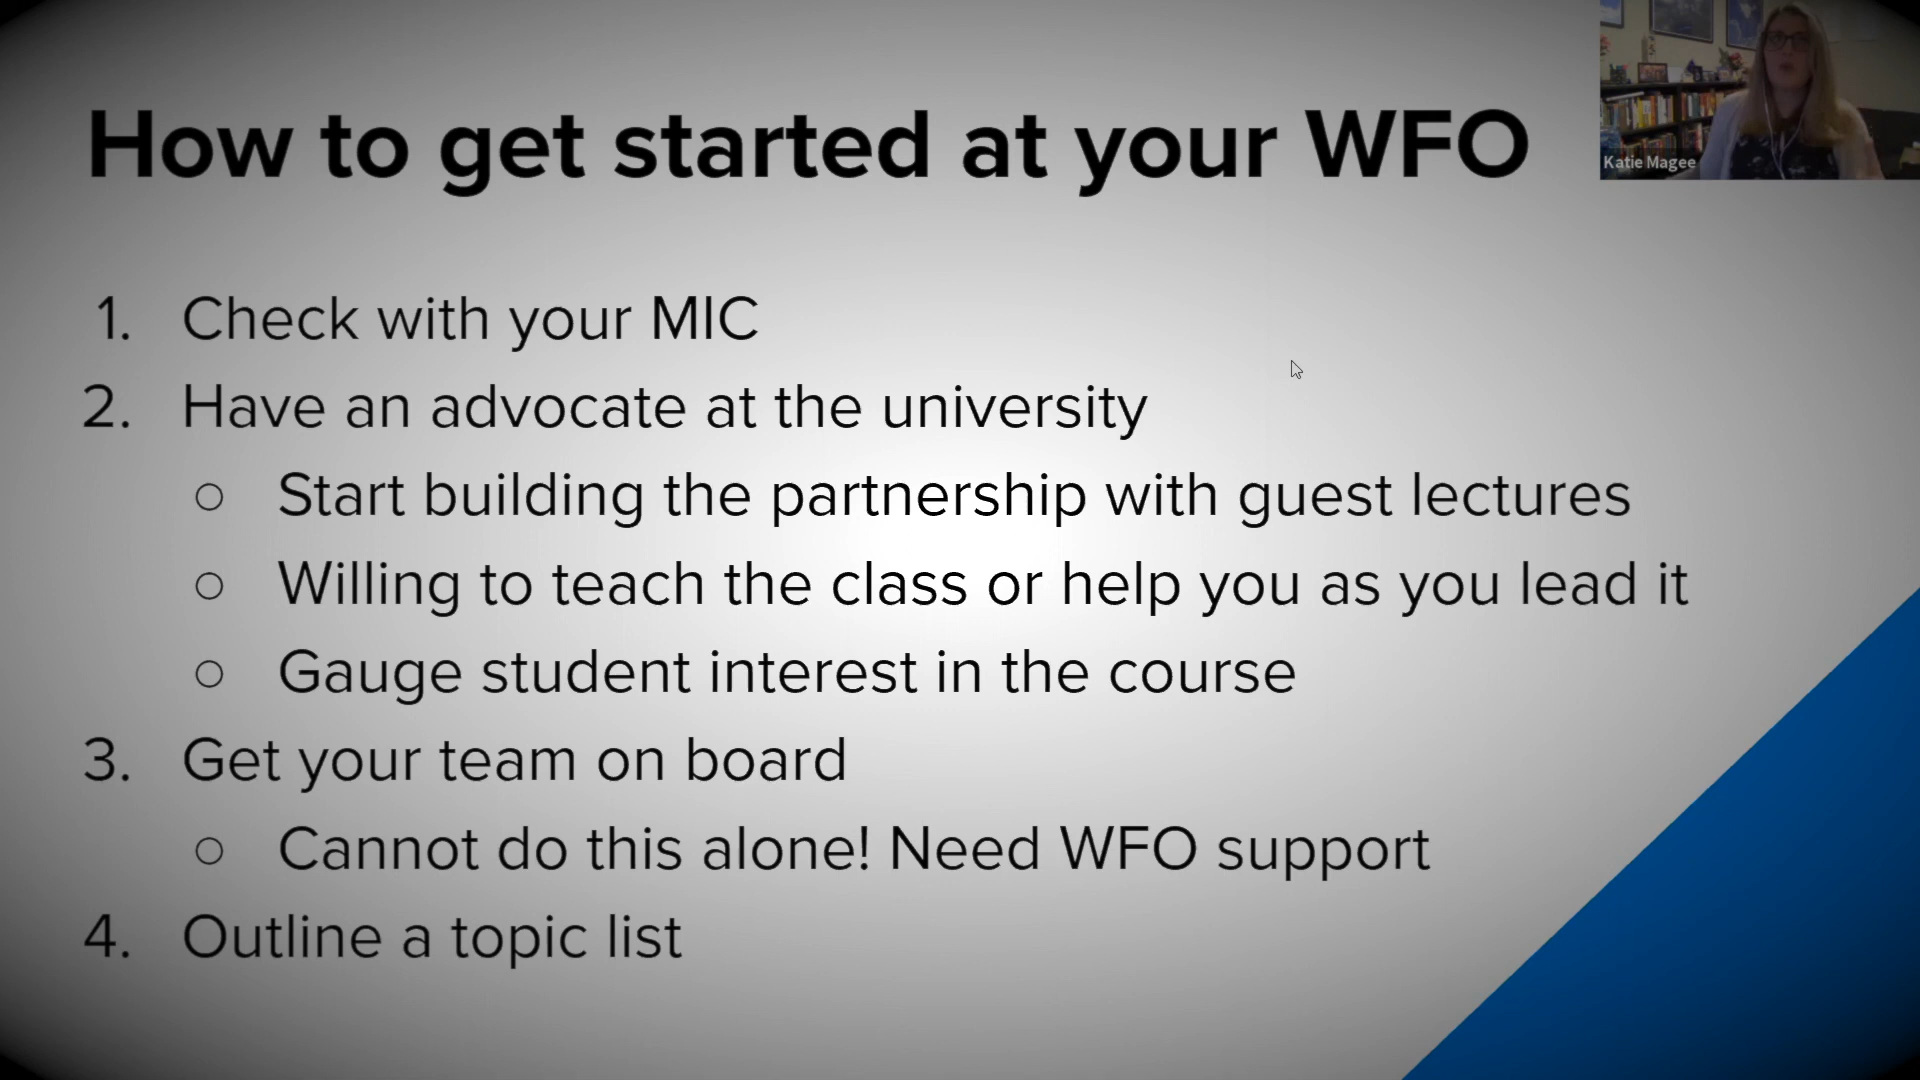 How to get started at your WFO
Katie Magee
1. Check with your MIC
2. Have an advocate at the university
○ Start building the partnership with guest lectures
○ Willing to teach the class or help you as you lead it
○ Gauge student interest in the course
3. Get your team on board
○ Cannot do this alone! Need WFO support
4. Outline a topic list